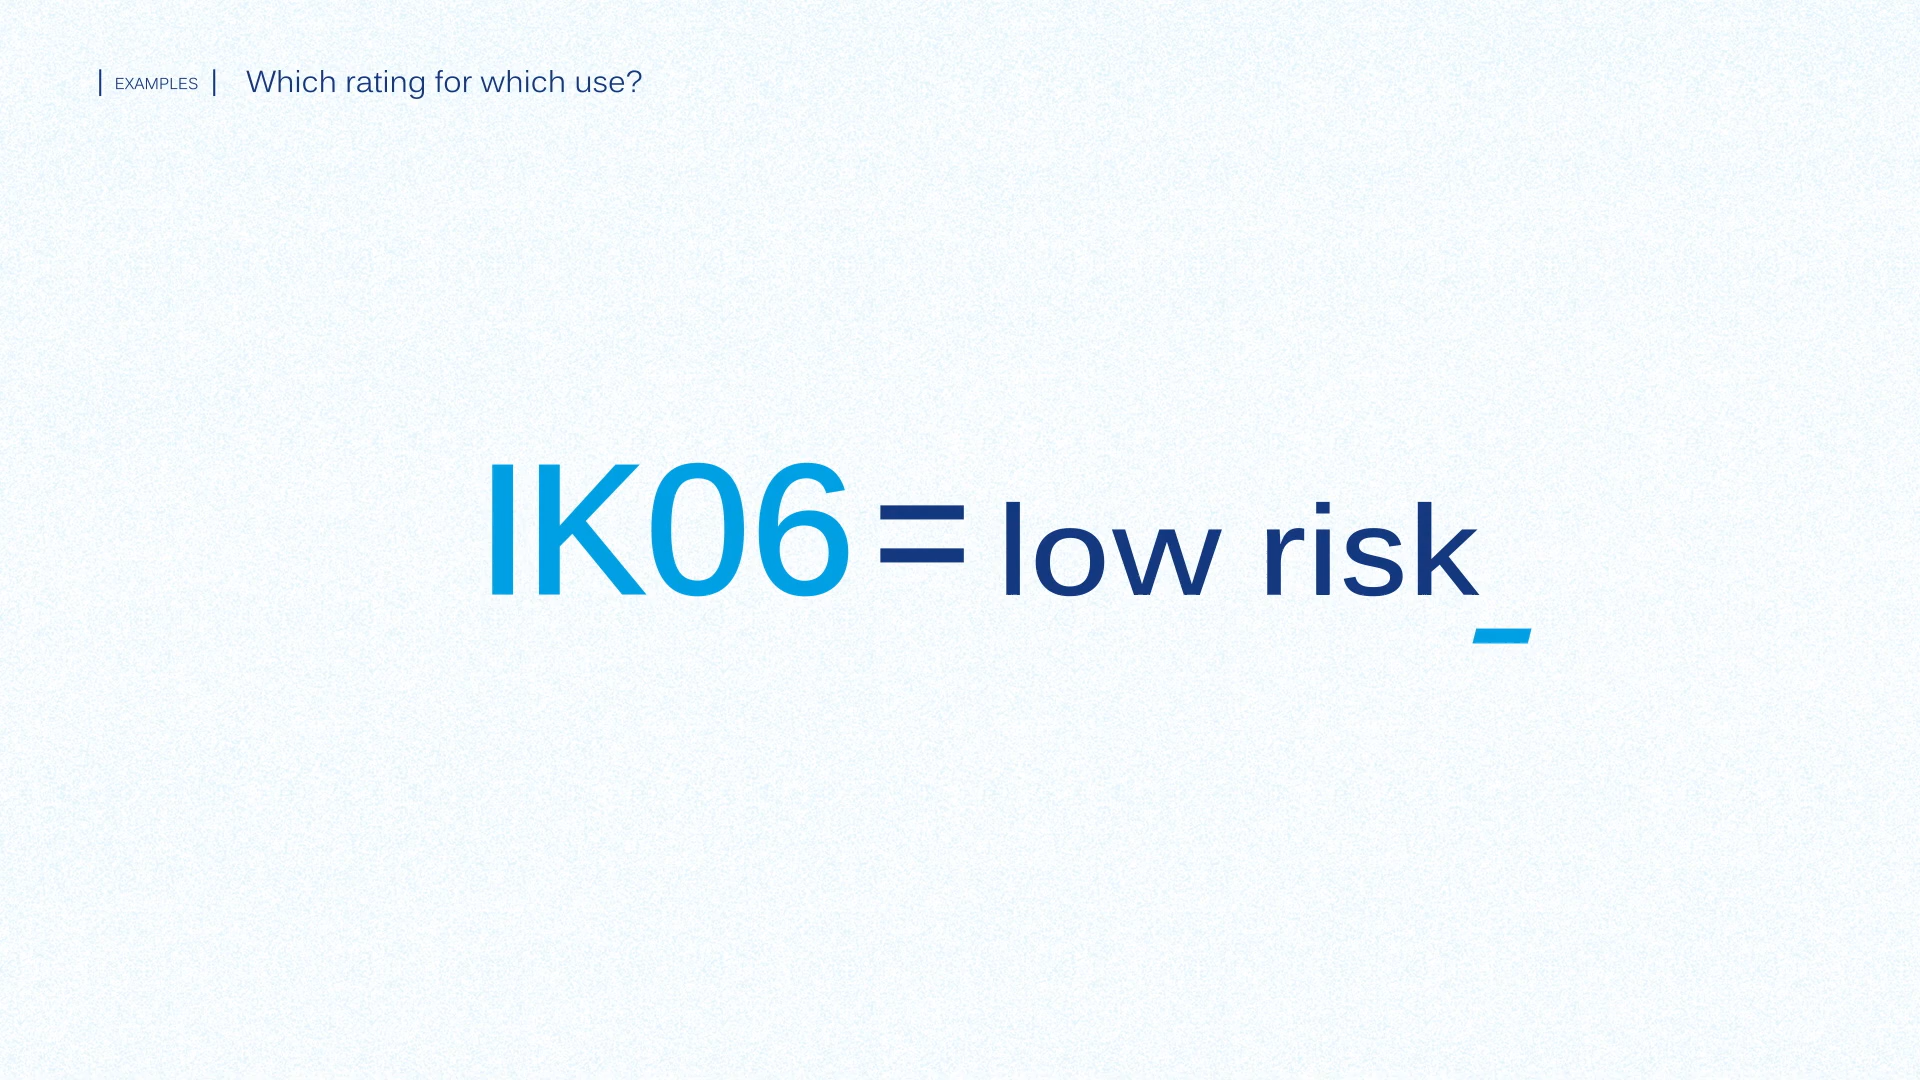 | EXAMPLES | Which rating for which use?
IK06 = low risk